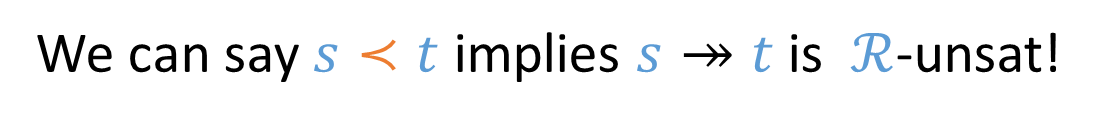 We can say 𝑠 ≺ 𝑡 implies 𝑠 ↠ 𝑡 is ℛ-unsat!